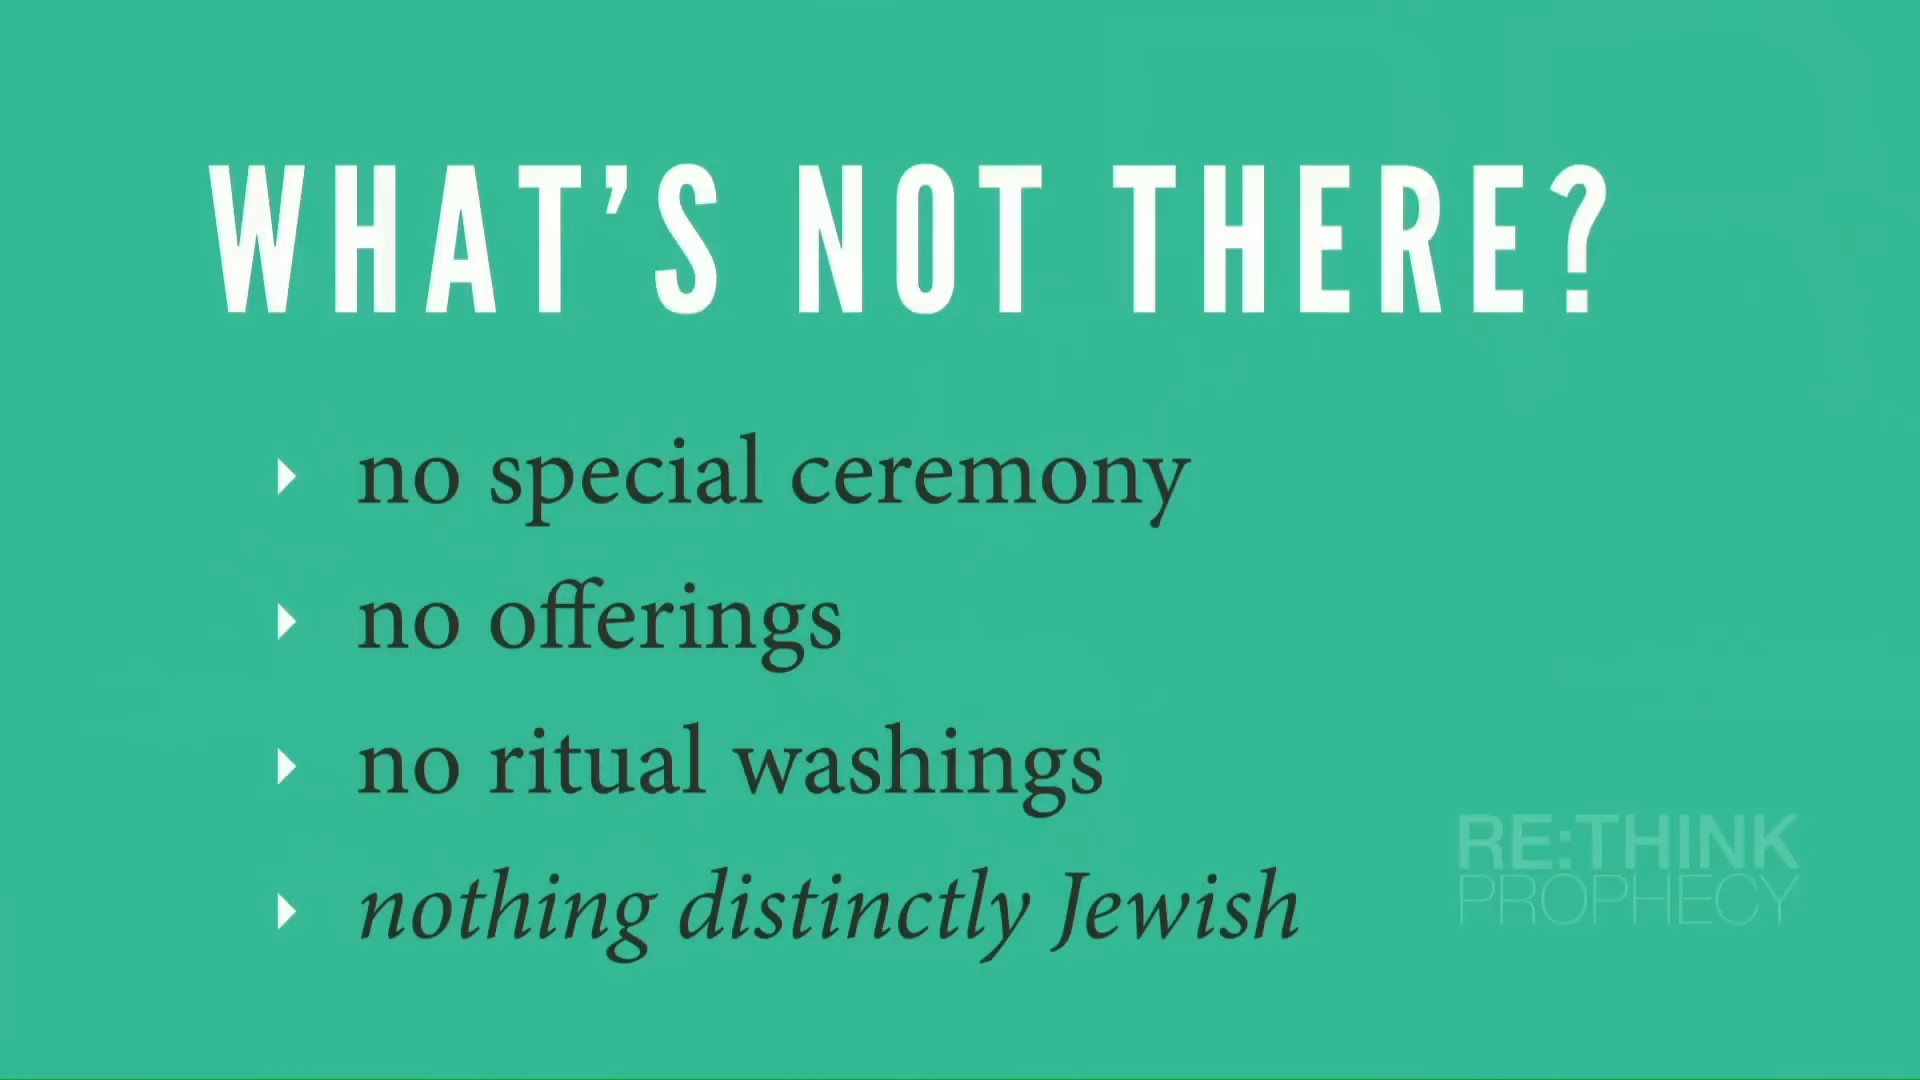 WHAT’S NOT THERE?
no special ceremony
no offerings
no ritual washings
nothing distinctly Jewish
RE:THINK
PROPHECY